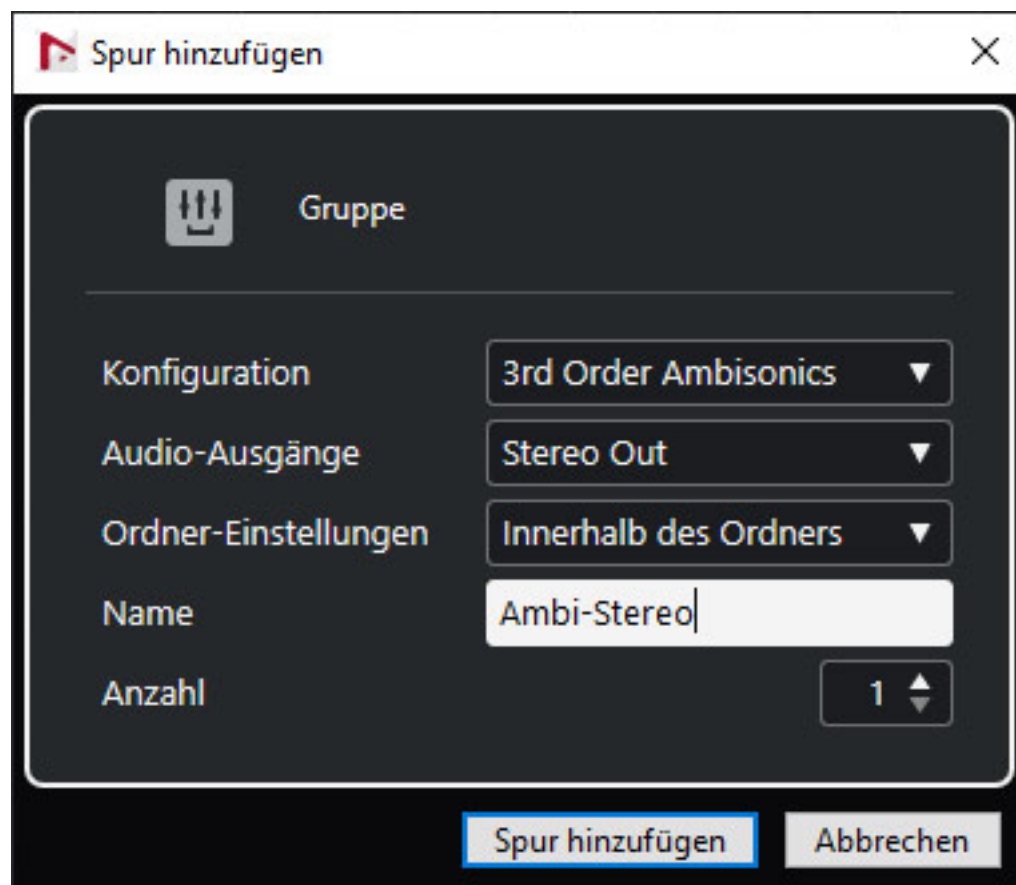 Spur hinzufügen
Gruppe
Konfiguration 3rd Order Ambisonics
Audio-Ausgänge Stereo Out
Ordner-Einstellungen Innerhalb des Ordners
Name Ambi-Stereo
Anzahl 1
Spur hinzufügen Abbrechen